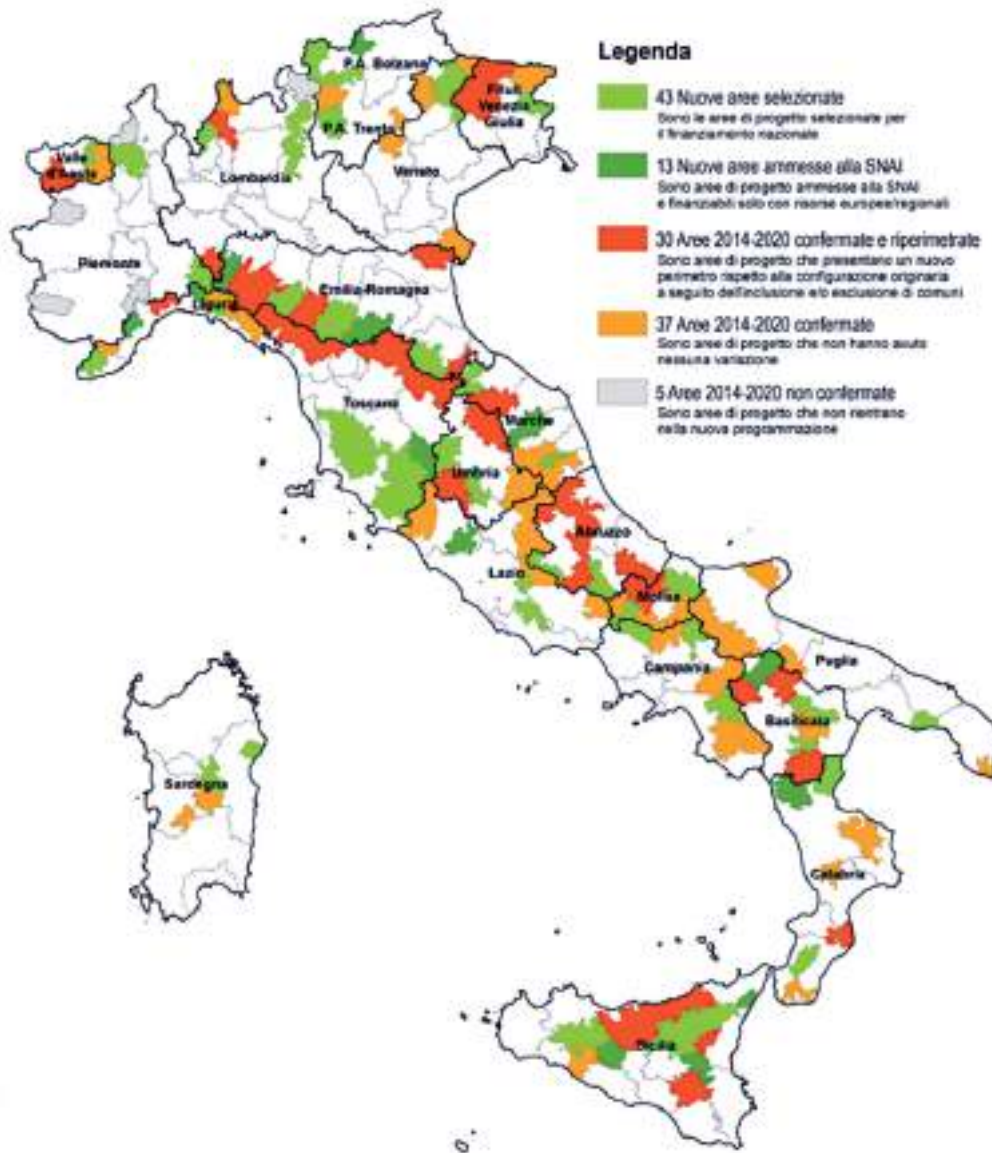 Legenda
43 Nuove aree selezionate
Sono le aree di progetto selezionate per
il finanziamento nazionale
13 Nuove aree ammesse alla SNAI
Sono aree di progetto ammesse alla SNAI
e finanziabili solo con risorse europee/regionali
30 Aree 2014-2020 confermate e riperimetrate
Sono aree di progetto che presentano un nuovo
perimetro rispetto alla configurazione originaria
a seguito dell'inclusione e/o esclusione di comuni
37 Aree 2014-2020 confermate
Sono aree di progetto che non hanno avuto
nessuna variazione
5 Aree 2014-2020 non confermate
Sono aree di progetto che non rientrano
nella nuova programmazione
P.A. Bolzano
Friuli
Venezia
Giulia
P.A. Trento
Valle
d'Aosta
Lombardia
Veneto
Piemonte
Emilia-Romagna
Liguria
Toscana
Marche
Umbria
Abruzzo
Lazio
Molise
Campania
Puglia
Basilicata
Sardegna
Calabria
Sicilia